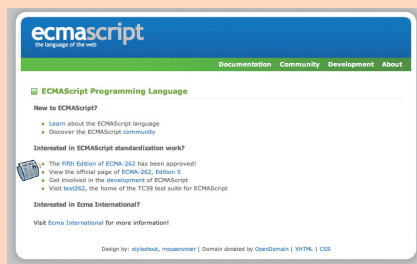 ecmascript
the language of the web
Documentation Community Development About
ECMAScript Programming Language
New to ECMAScript?
Learn about the ECMAScript language
Discover the ECMAScript community
Interested in ECMAScript standardization work?
The Fifth Edition of ECMA-262 has been approved!
View the official page of ECMA-262, Edition 5
Get involved in the development of ECMAScript
Visit test262, the home of the TC39 test suite for ECMAScript
Interested in Ecma International?
Visit Ecma International for more information!
Design by: styleshout, mouserunner | Domain donated by OpenDomain | XHTML | CSS